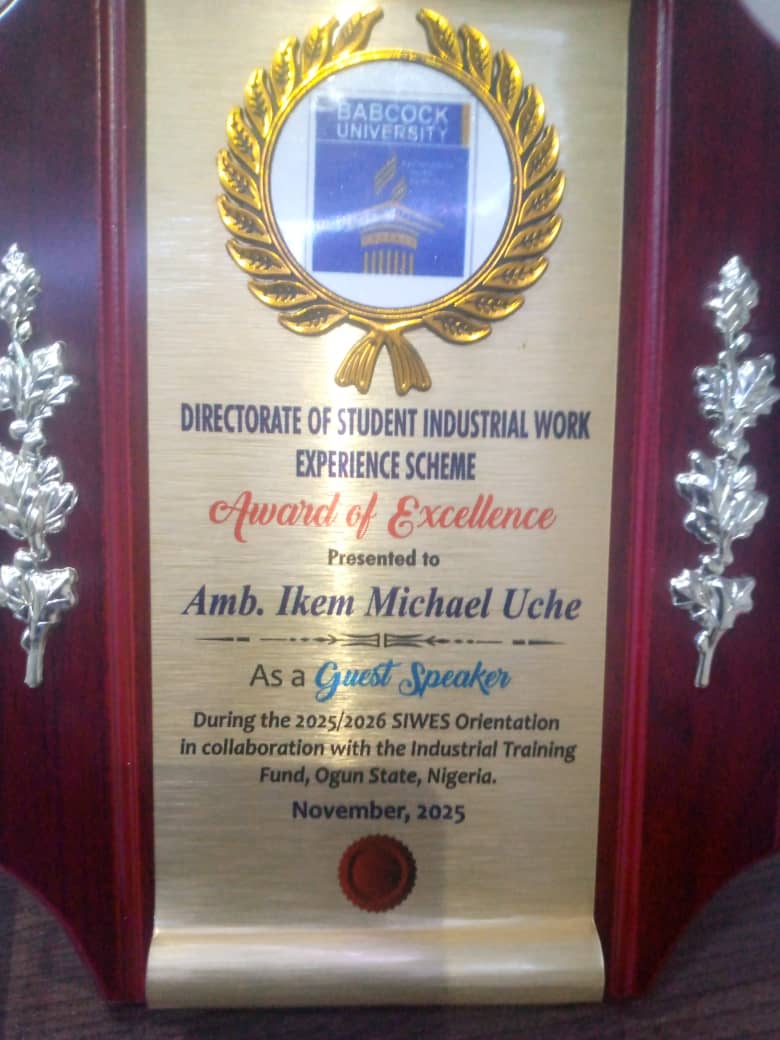 BABCOCK
UNIVERSITY
DIRECTORATE OF STUDENT INDUSTRIAL WORK
EXPERIENCE SCHEME
Award of Excellence
Presented to
Amb. Ikem Michael Uche
As a Guest Speaker
During the 2025/2026 SIWES Orientation
in collaboration with the Industrial Training
Fund, Ogun State, Nigeria.
November, 2025